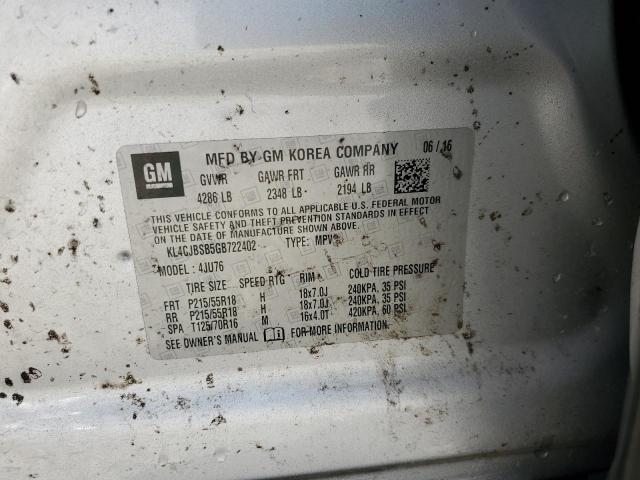 GM
MFD BY GM KOREA COMPANY 06 / 16
GVWR GAWR FRT GAWR RR
4286 LB 2348 LB 2194 LB
THIS VEHICLE CONFORMS TO ALL APPLICABLE U.S. FEDERAL MOTOR
VEHICLE SAFETY AND THEFT PREVENTION STANDARDS IN EFFECT
ON THE DATE OF MANUFACTURE SHOWN ABOVE.
KL4CJBSB5GB722402 TYPE: MPV
MODEL: 4JU76
TIRE SIZE SPEED RTG RIM COLD TIRE PRESSURE
FRT P215/55R18 H 18x7.0J 240KPA, 35 PSI
RR P215/55R18 H 18x7.0J 240KPA, 35 PSI
SPA T125/70R16 M 16x4.0T 420KPA, 60 PSI
SEE OWNER'S MANUAL FOR MORE INFORMATION.